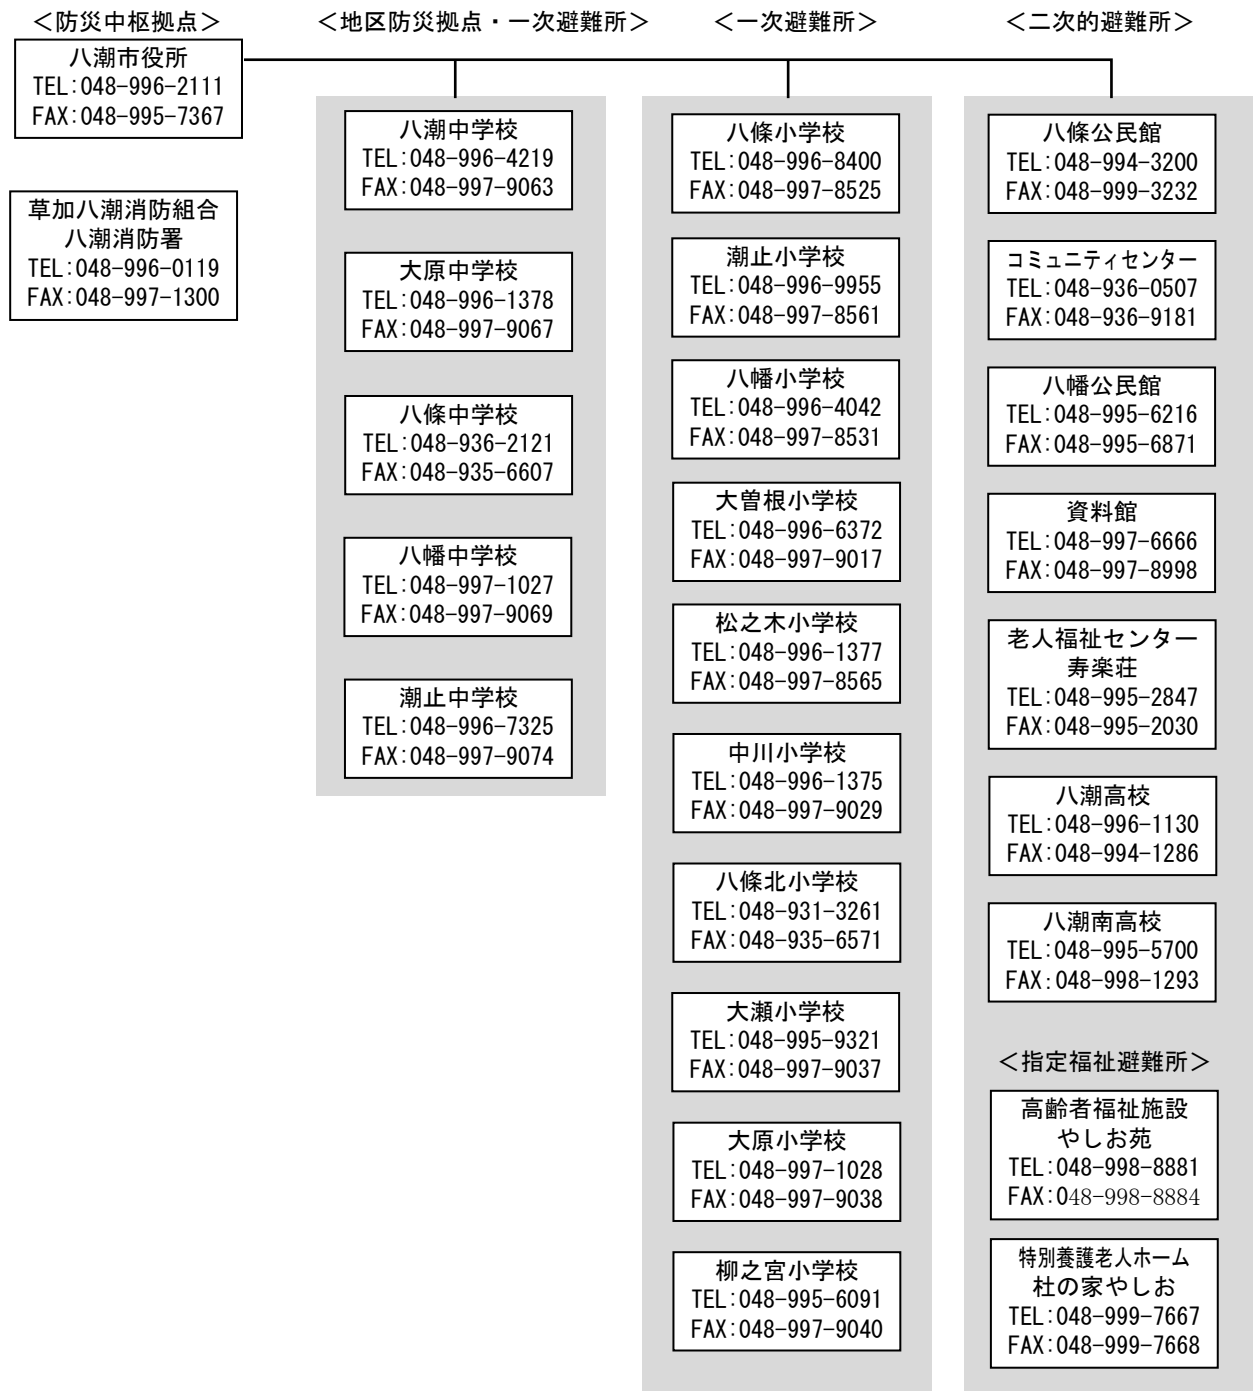 ＜防災中枢拠点＞
八潮市役所
TEL:048-996-2111
FAX:048-995-7367
草加八潮消防組合
八潮消防署
TEL:048-996-0119
FAX:048-997-1300
＜地区防災拠点・一次避難所＞
八潮中学校
TEL:048-996-4219
FAX:048-997-9063
大原中学校
TEL:048-996-1378
FAX:048-997-9067
八條中学校
TEL:048-936-2121
FAX:048-935-6607
八幡中学校
TEL:048-997-1027
FAX:048-997-9069
潮止中学校
TEL:048-996-7325
FAX:048-997-9074
＜一次避難所＞
八條小学校
TEL:048-996-8400
FAX:048-997-8525
潮止小学校
TEL:048-996-9955
FAX:048-997-8561
八幡小学校
TEL:048-996-4042
FAX:048-997-8531
大曽根小学校
TEL:048-996-6372
FAX:048-997-9017
松之木小学校
TEL:048-996-1377
FAX:048-997-8565
中川小学校
TEL:048-996-1375
FAX:048-997-9029
八條北小学校
TEL:048-931-3261
FAX:048-935-6571
大瀬小学校
TEL:048-995-9321
FAX:048-997-9037
大原小学校
TEL:048-997-1028
FAX:048-997-9038
柳之宮小学校
TEL:048-995-6091
FAX:048-997-9040
＜二次的避難所＞
八條公民館
TEL:048-994-3200
FAX:048-999-3232
コミュニティセンター
TEL:048-936-0507
FAX:048-936-9181
八幡公民館
TEL:048-995-6216
FAX:048-995-6871
資料館
TEL:048-997-6666
FAX:048-997-8998
老人福祉センター
寿楽荘
TEL:048-995-2847
FAX:048-995-2030
八潮高校
TEL:048-996-1130
FAX:048-994-1286
八潮南高校
TEL:048-995-5700
FAX:048-998-1293
＜指定福祉避難所＞
高齢者福祉施設
やしお苑
TEL:048-998-8881
FAX:048-998-8884
特別養護老人ホーム
杜の家やしお
TEL:048-999-7667
FAX:048-999-7668